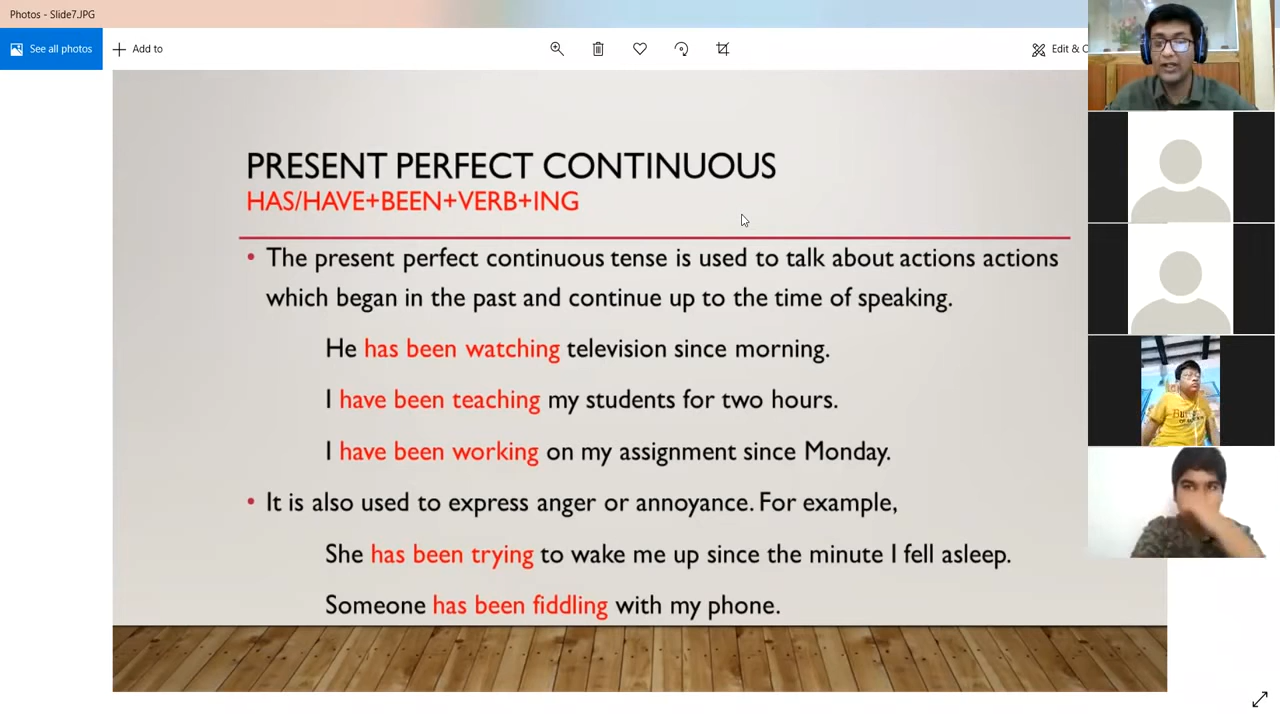 Photos - Slide7.JPG
See all photos
Add to
PRESENT PERFECT CONTINUOUS
HAS/HAVE+BEEN+VERB+ING
• The present perfect continuous tense is used to talk about actions actions
which began in the past and continue up to the time of speaking.
He has been watching television since morning.
I have been teaching my students for two hours.
I have been working on my assignment since Monday.
• It is also used to express anger or annoyance. For example,
She has been trying to wake me up since the minute I fell asleep.
Someone has been fiddling with my phone.